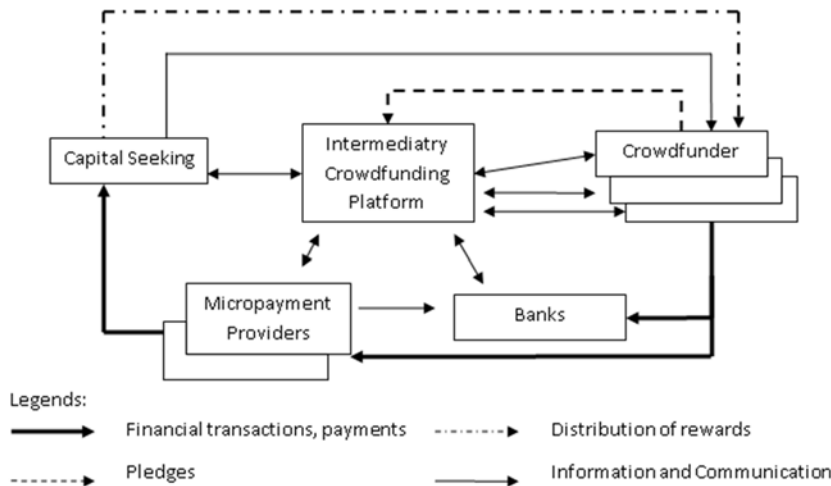 Capital Seeking
Intermediatry
Crowdfunding
Platform
Crowdfunder
Micropayment
Providers
Banks
Legends:
Financial transactions, payments
Distribution of rewards
Pledges
Information and Communication